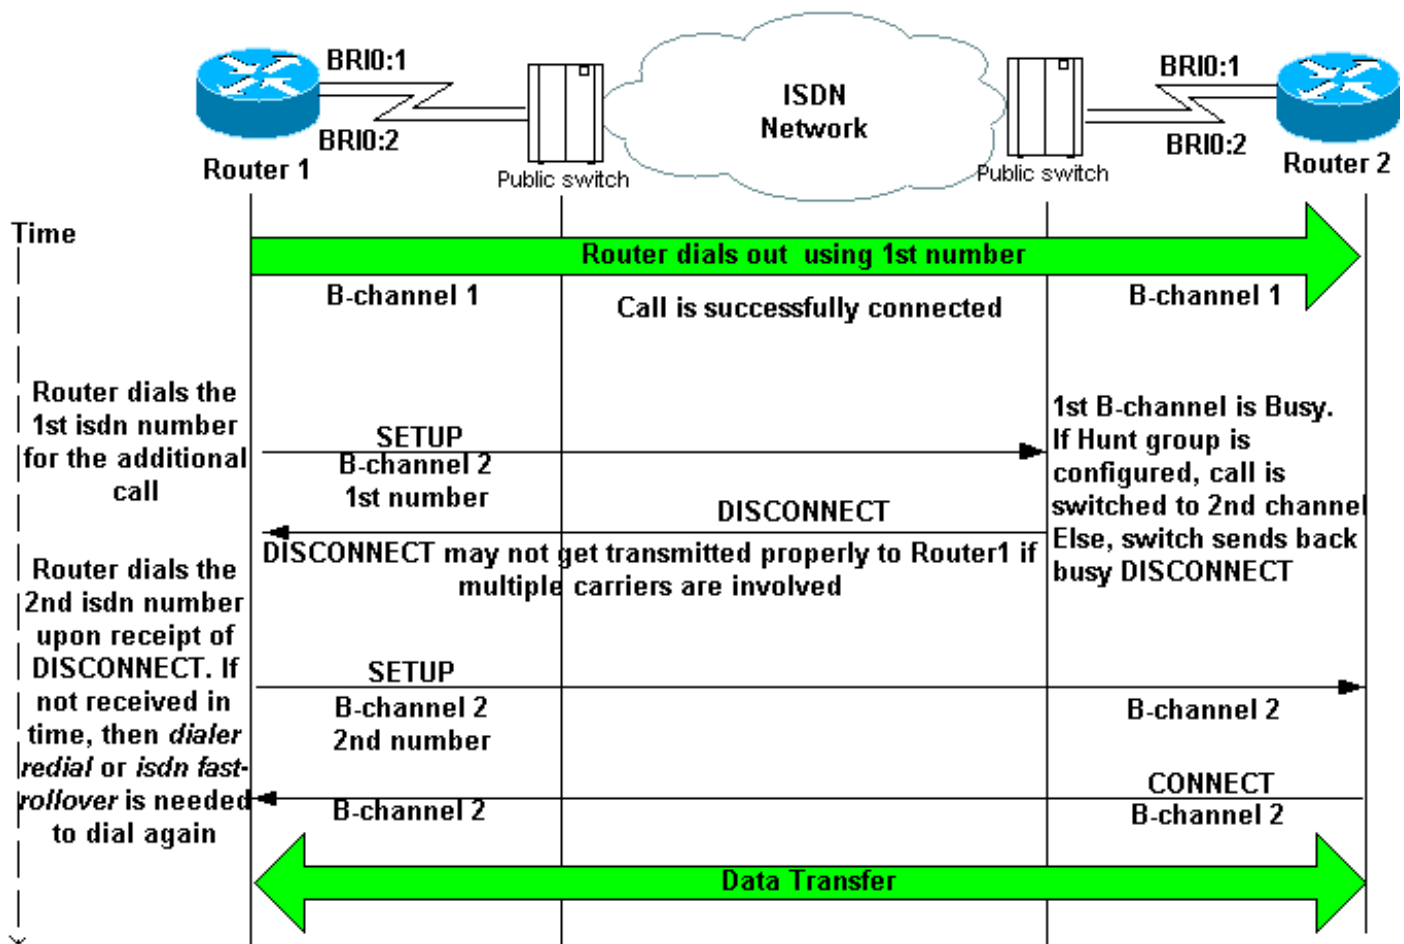 BRI0:1
BRI0:2
Router 1
Public switch
ISDN
Network
Public switch
BRI0:1
BRI0:2
Router 2
Time
Router dials out using 1st number
B-channel 1
Call is successfully connected
B-channel 1
Router dials the
1st isdn number
for the additional
call
SETUP
B-channel 2
1st number
1st B-channel is Busy.
If Hunt group is
configured, call is
switched to 2nd channel
Else, switch sends back
busy DISCONNECT
DISCONNECT
DISCONNECT may not get transmitted properly to Router1 if
multiple carriers are involved
Router dials the
2nd isdn number
upon receipt of
DISCONNECT. If
not received in
time, then dialer
redial or isdn fast-
rollover is needed
to dial again
SETUP
B-channel 2
2nd number
B-channel 2
CONNECT
B-channel 2
B-channel 2
Data Transfer